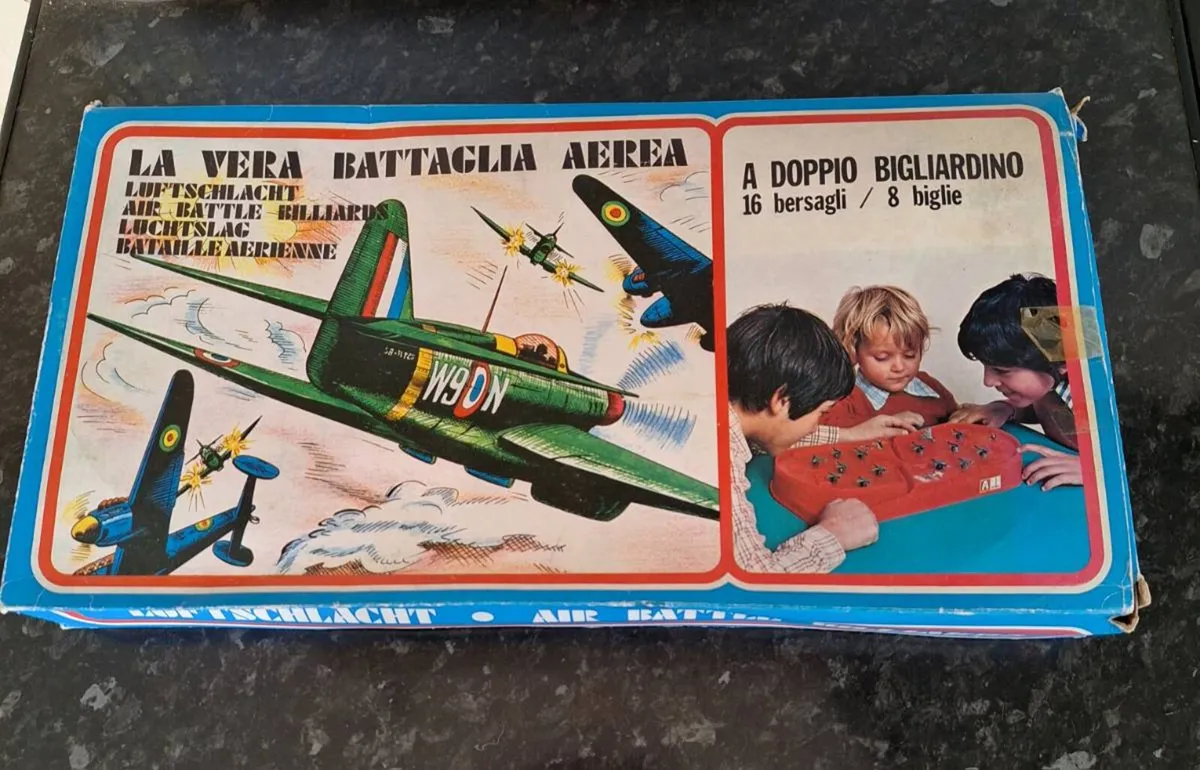 LA VERA BATTAGLIA AEREA
LUFTSCHLACHT
AIR BATTLE BILLIARDS
LUCHTSLAG
BATAILLE AERIENNE
A DOPPIO BIGLIARDINO
16 bersagli / 8 biglie
W9 N
LUFTSCHLACHT • AIR BATTLE